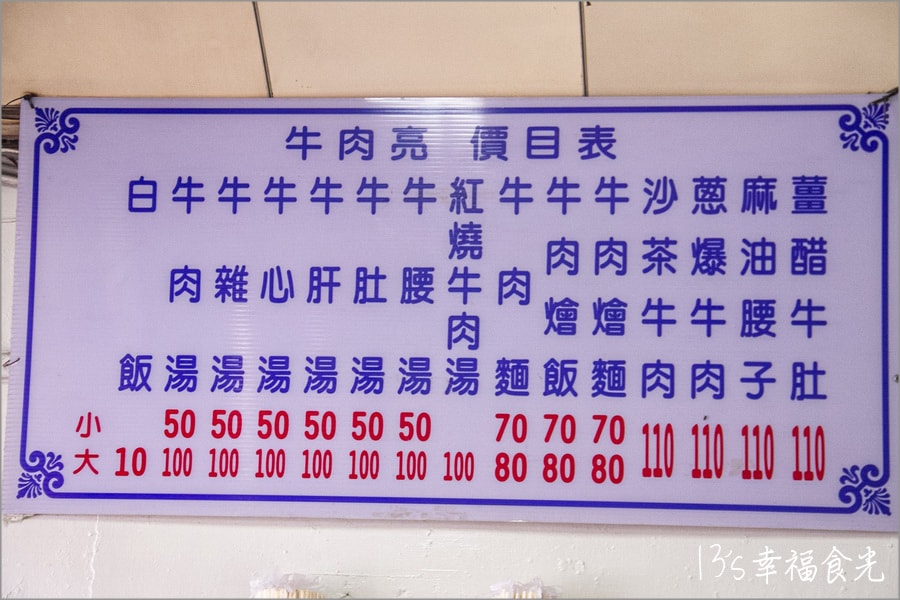 牛肉亮 價目表
白飯 10
牛肉湯 50 100
牛雜湯 50 100
牛心湯 50 100
牛肝湯 50 100
牛肚湯 50 100
牛腰湯 50 100
紅燒牛肉湯 100
牛肉麵 70 80
牛肉燴飯 70 80
牛肉燴麵 70 80
沙茶牛肉 110
蔥爆牛肉 110
麻油腰子 110
薑醋牛肚 110
小
大
13's幸福食光